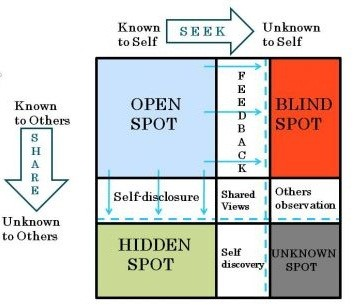 Known
to Self
SEEK
Unknown
to Self
Known
to Others
SHARE
Unknown
to Others
OPEN
SPOT
FEEDBACK
BLIND
SPOT
Self-disclosure
Shared
Views
Others
observation
HIDDEN
SPOT
Self
discovery
UNKNOWN
SPOT